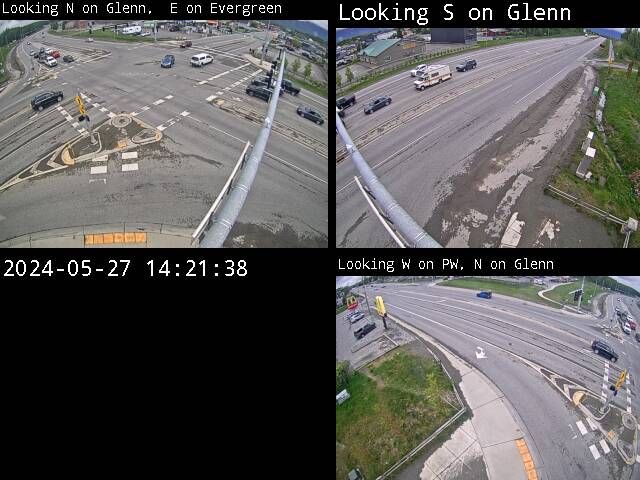 Looking N on Glenn,  E on Evergreen
Looking S on Glenn
2024-05-27 14:21:38
Looking W on PW, N on Glenn